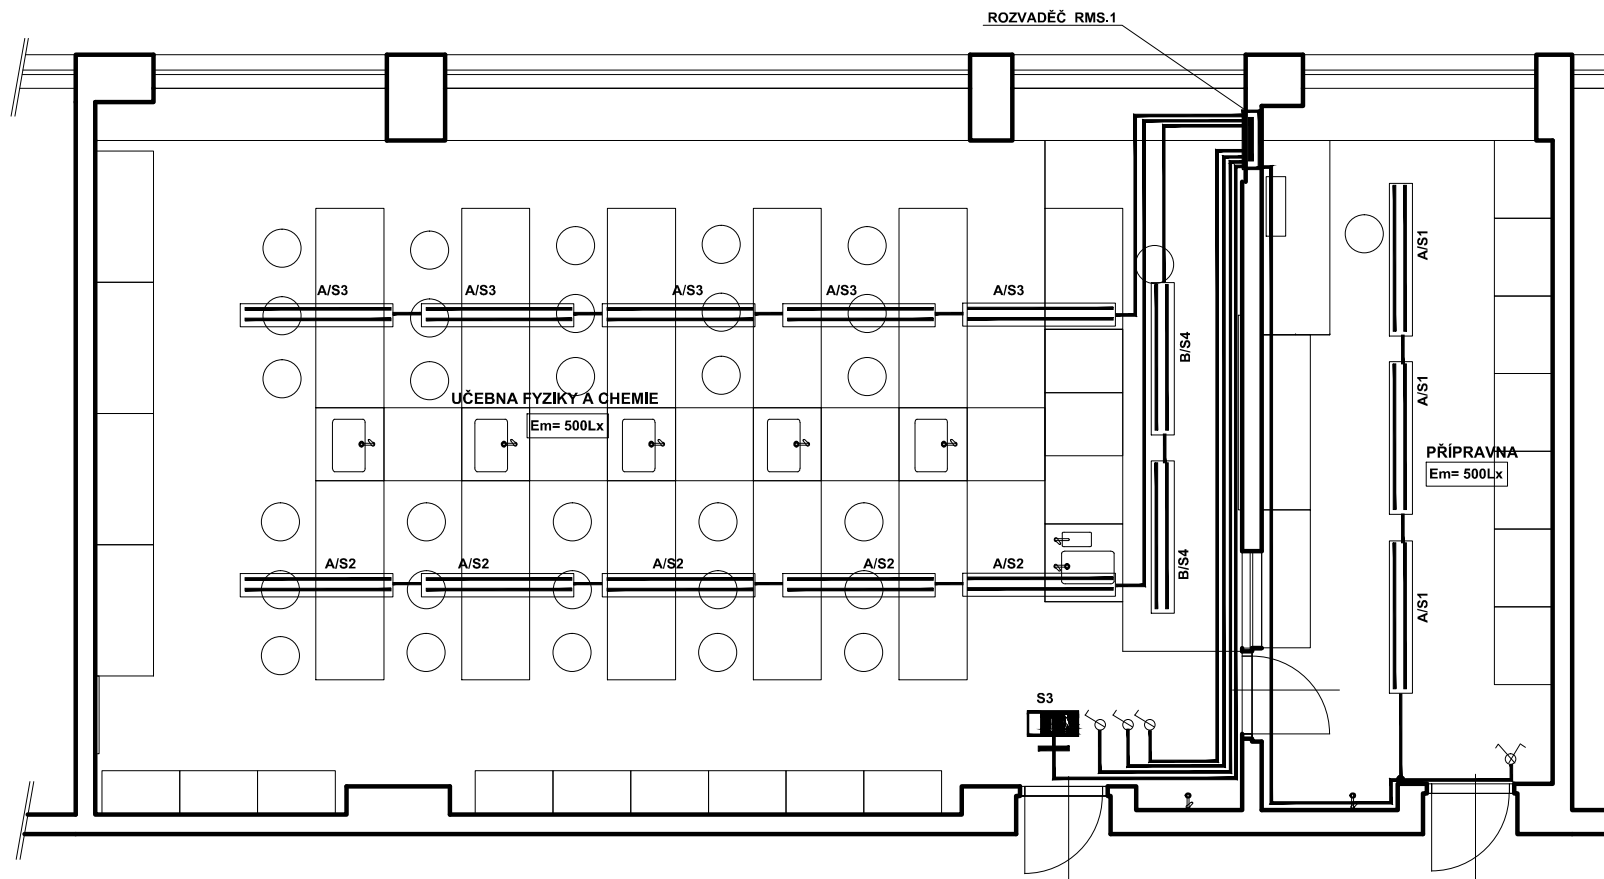 ROZVADĚČ RMS.1
A/S3
A/S3
A/S3
A/S3
A/S3
A/S1
B/S4
A/S1
UČEBNA FYZIKY A CHEMIE
Em= 500Lx
PŘÍPRAVNA
Em= 500Lx
A/S2
A/S2
A/S2
A/S2
A/S2
B/S4
A/S1
S3